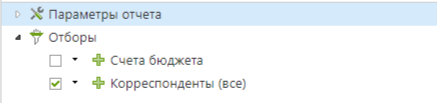 Параметры отчета
Отборы
Счета бюджета
Корреспонденты (все)